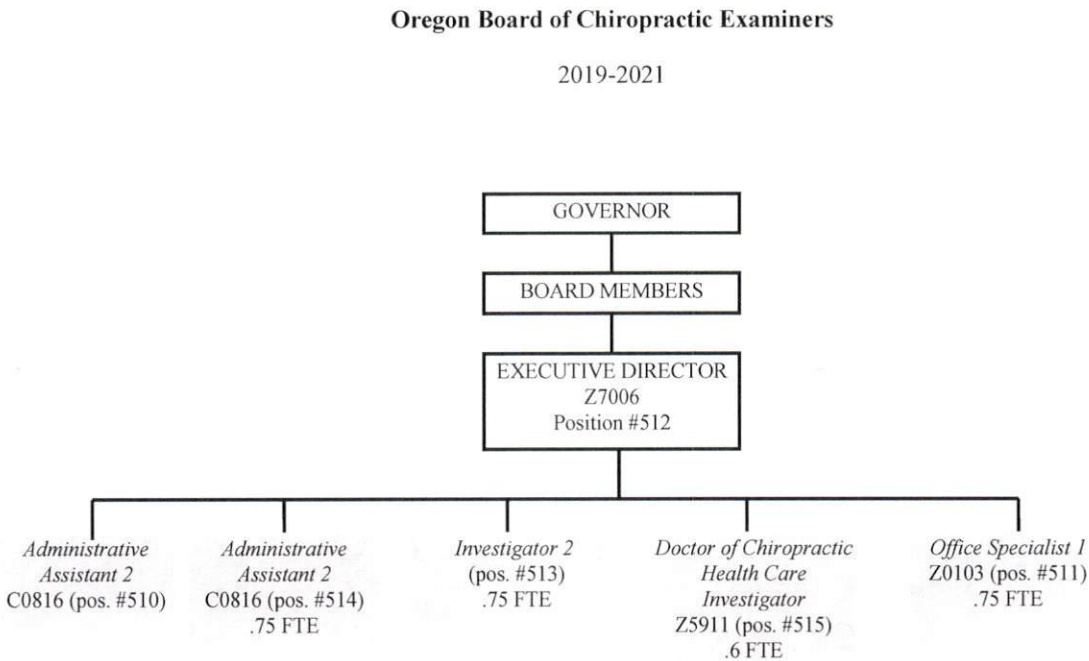 Oregon Board of Chiropractic Examiners
2019-2021
GOVERNOR
BOARD MEMBERS
EXECUTIVE DIRECTOR
Z7006
Position #512
Administrative
Assistant 2
C0816 (pos. #510)
Administrative
Assistant 2
C0816 (pos. #514)
.75 FTE
Investigator 2
(pos. #513)
.75 FTE
Doctor of Chiropractic
Health Care
Investigator
Z5911 (pos. #515)
.6 FTE
Office Specialist 1
Z0103 (pos. #511)
.75 FTE